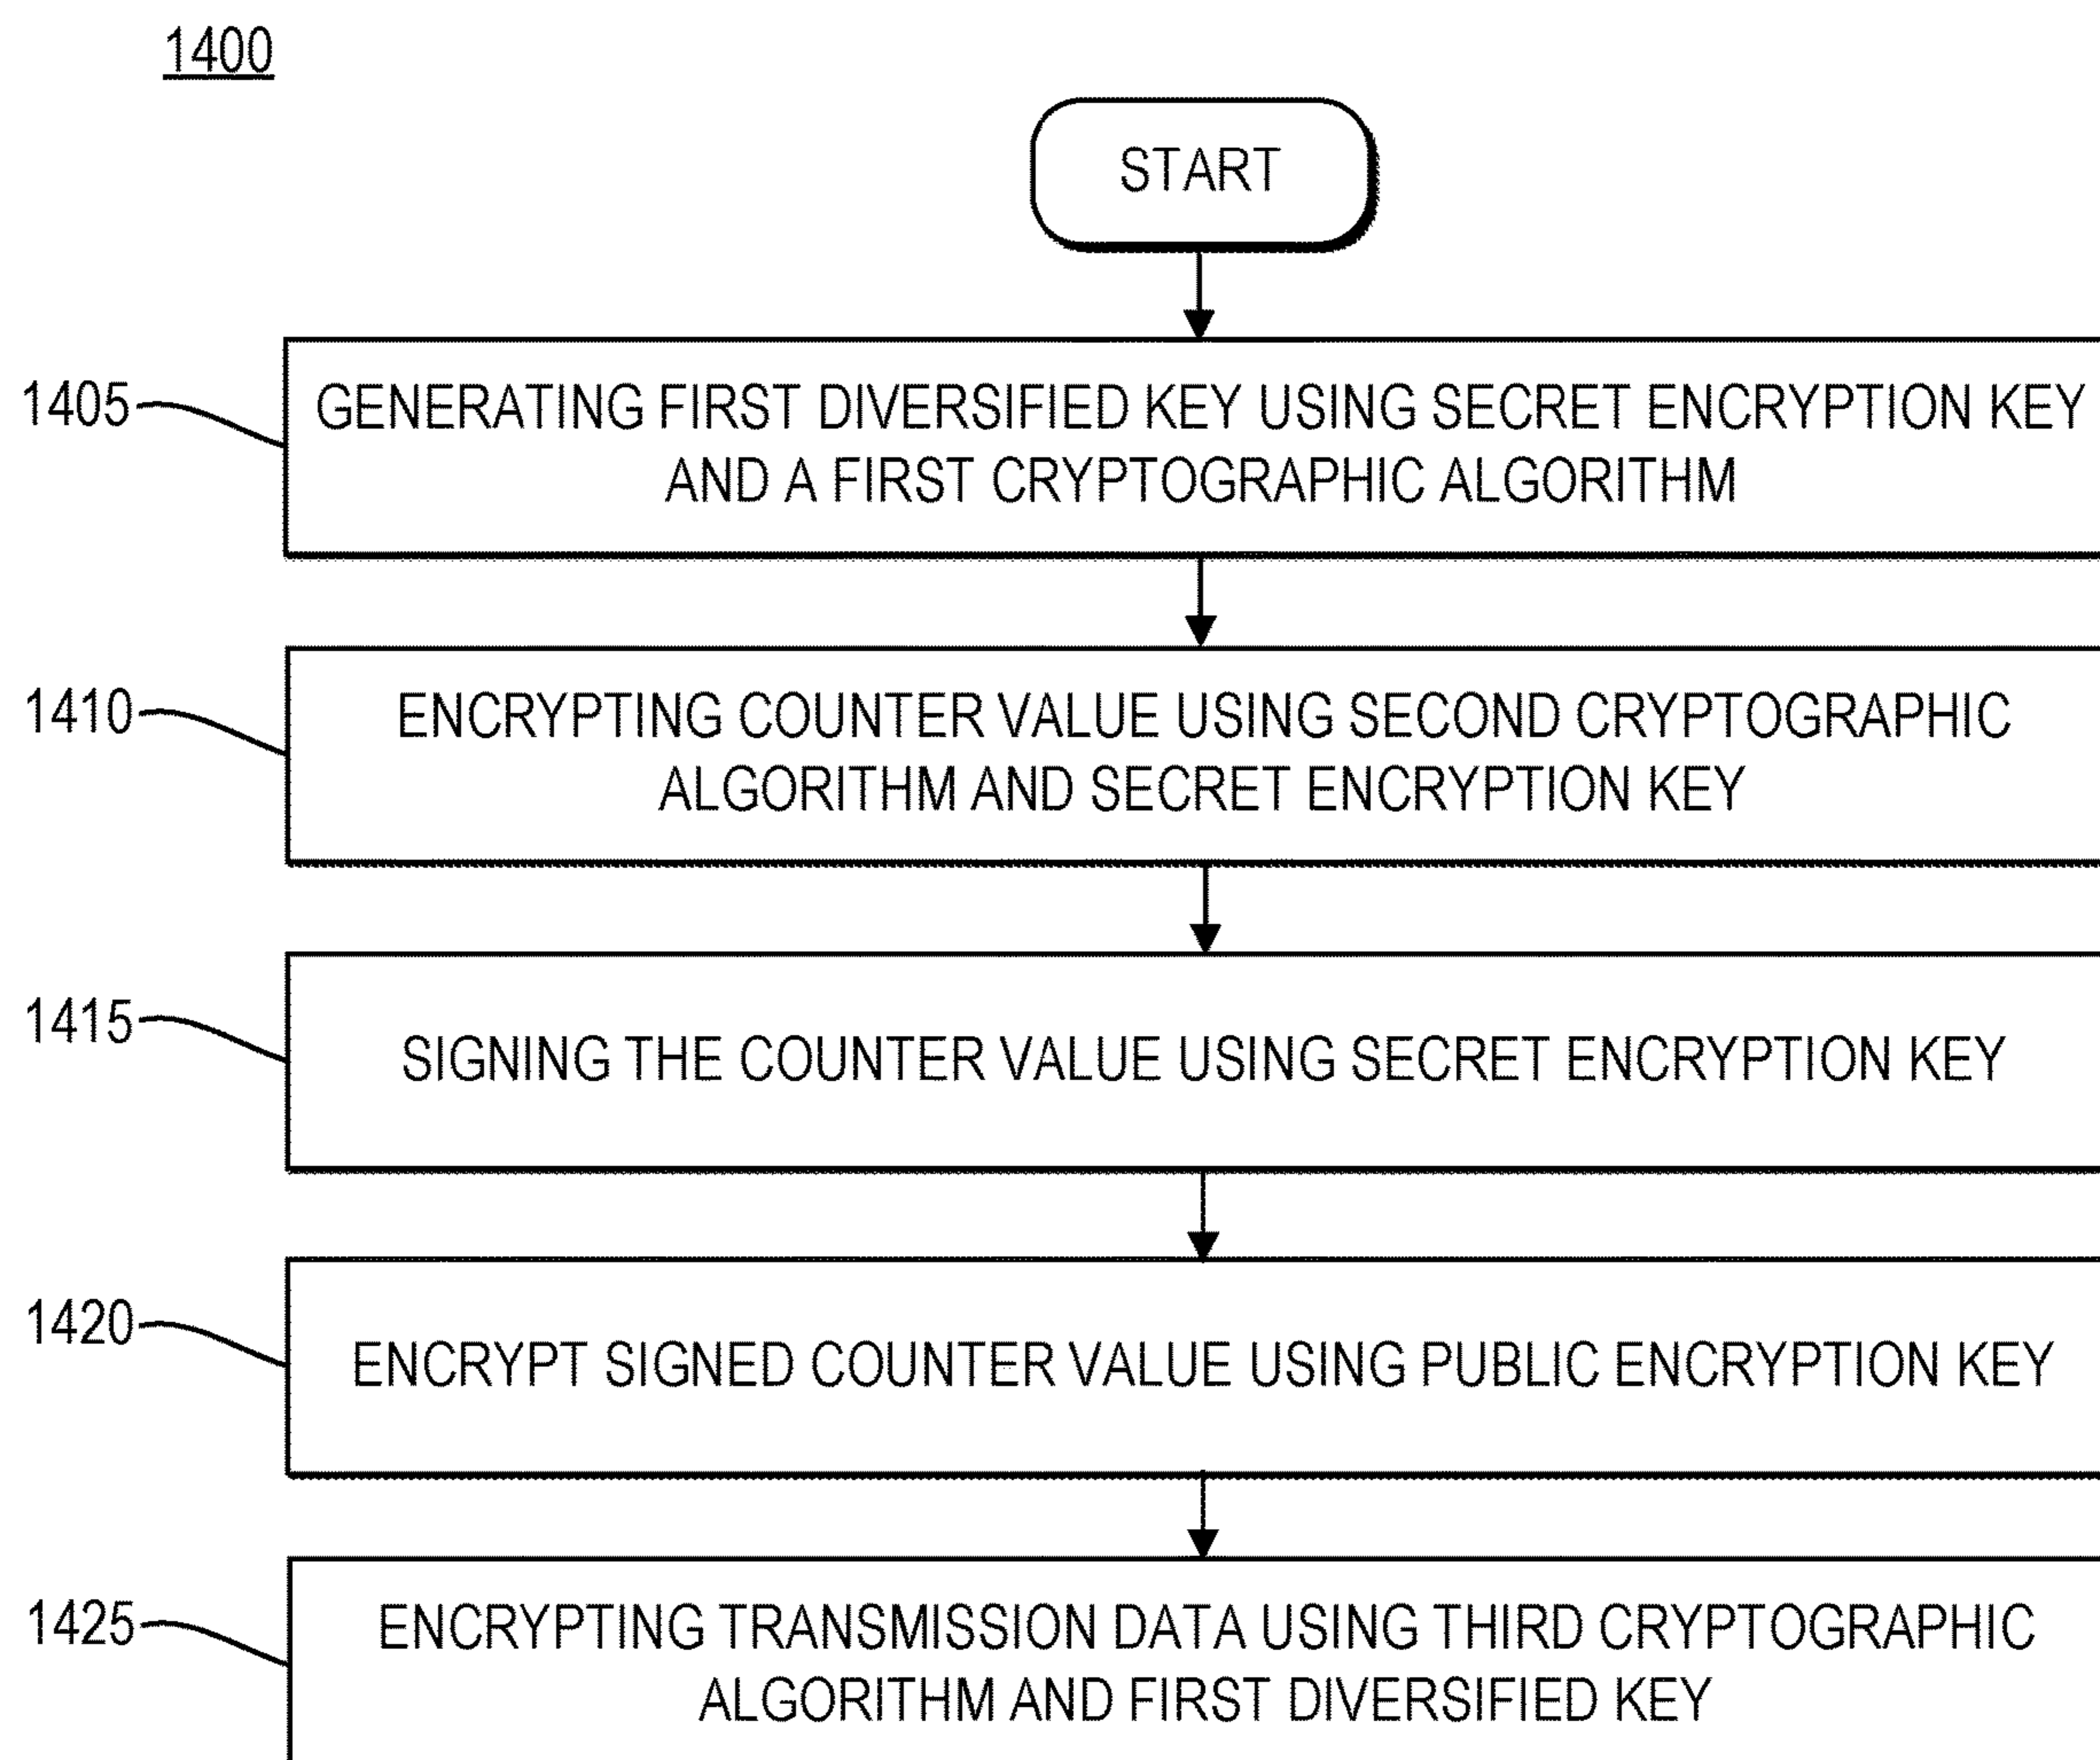 1400
START
1405
GENERATING FIRST DIVERSIFIED KEY USING SECRET ENCRYPTION KEY
AND A FIRST CRYPTOGRAPHIC ALGORITHM
1410
ENCRYPTING COUNTER VALUE USING SECOND CRYPTOGRAPHIC
ALGORITHM AND SECRET ENCRYPTION KEY
1415
SIGNING THE COUNTER VALUE USING SECRET ENCRYPTION KEY
1420
ENCRYPT SIGNED COUNTER VALUE USING PUBLIC ENCRYPTION KEY
1425
ENCRYPTING TRANSMISSION DATA USING THIRD CRYPTOGRAPHIC
ALGORITHM AND FIRST DIVERSIFIED KEY